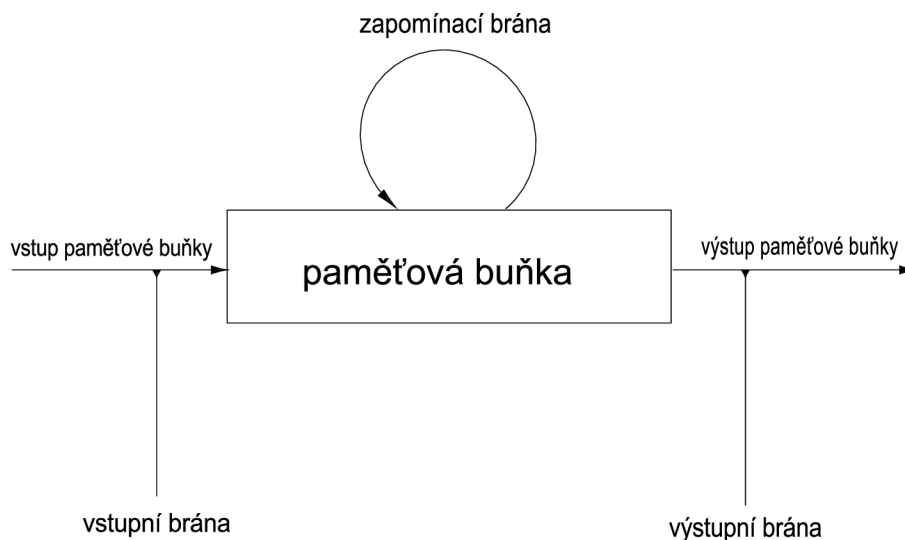 zapomínací brána
vstup paměťové buňky
paměťová buňka
výstup paměťové buňky
vstupní brána
výstupní brána